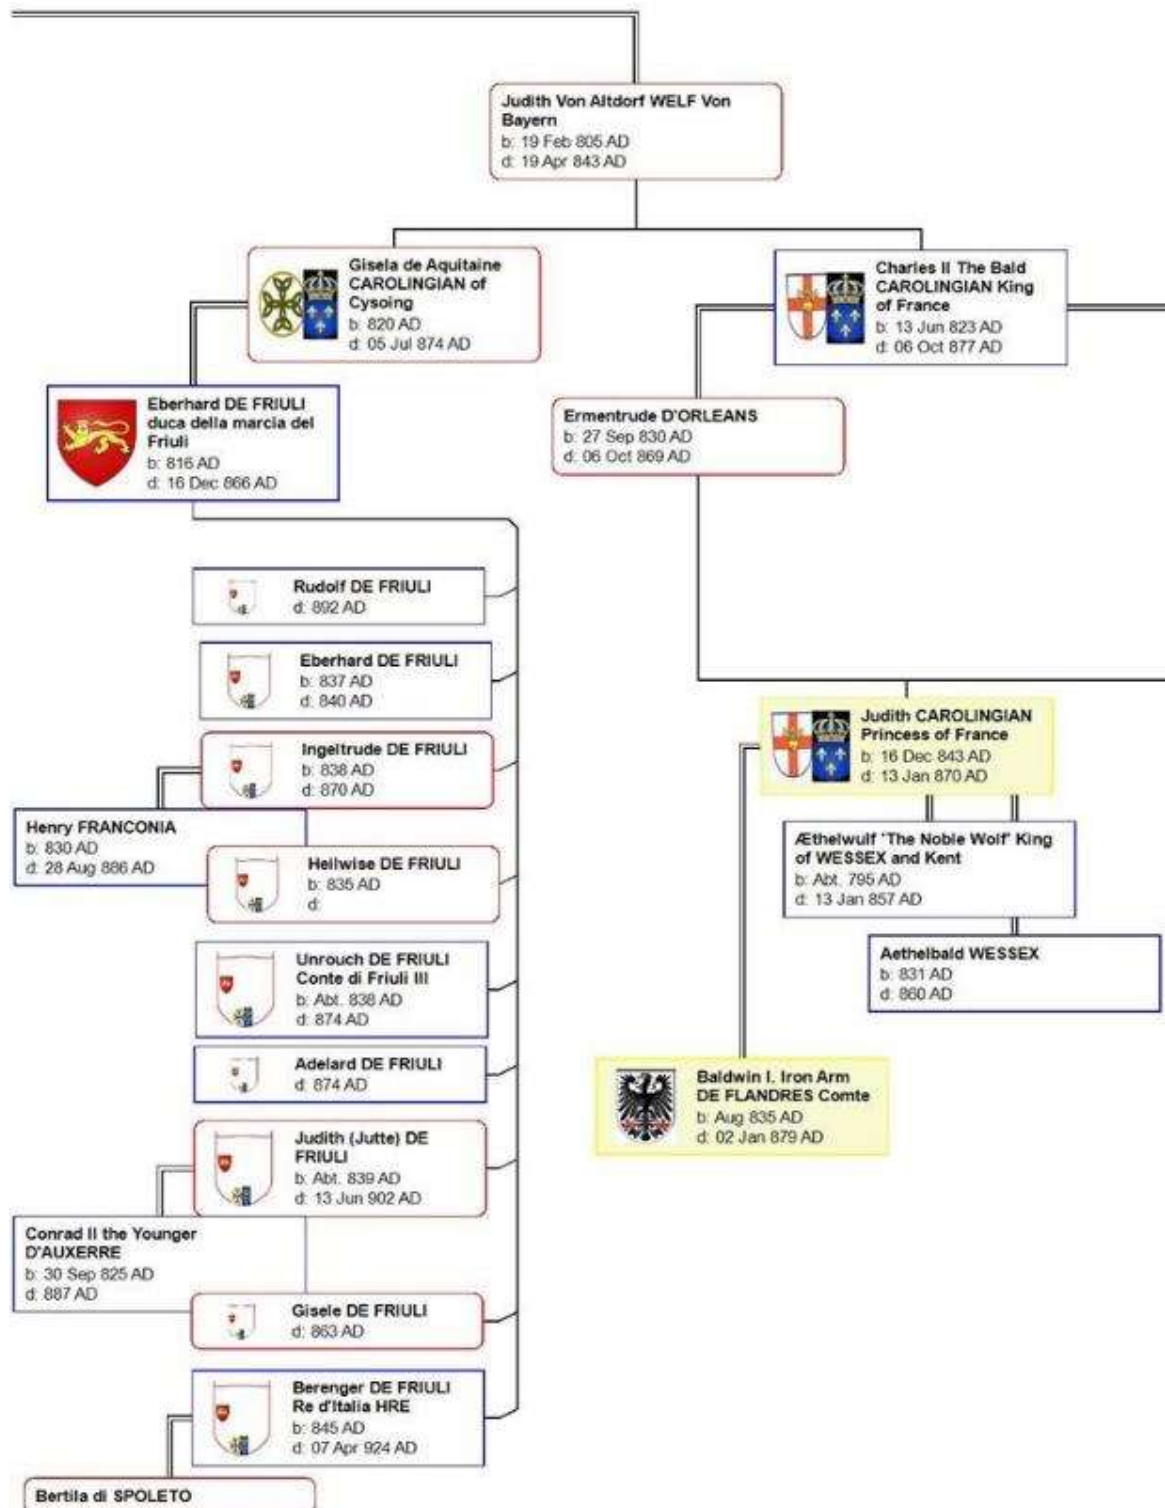 Judith Von Altdorf WELF Von
Bayern
b: 19 Feb 805 AD
d: 19 Apr 843 AD
Gisela de Aquitaine
CAROLINGIAN of
Cysoing
b: 820 AD
d: 05 Jul 874 AD
Charles II The Bald
CAROLINGIAN King
of France
b: 13 Jun 823 AD
d: 06 Oct 877 AD
Eberhard DE FRIULI
duca della marcia del
Friuli
b: 816 AD
d: 16 Dec 866 AD
Ermentrude D'ORLEANS
b: 27 Sep 830 AD
d: 06 Oct 869 AD
Rudolf DE FRIULI
d: 892 AD
Eberhard DE FRIULI
b: 837 AD
d: 840 AD
Ingeltrude DE FRIULI
b: 838 AD
d: 870 AD
Henry FRANCONIA
b: 830 AD
d: 28 Aug 886 AD
Heilwise DE FRIULI
b: 835 AD
d:
Unrouch DE FRIULI
Conte di Friuli III
b: Abt. 838 AD
d: 874 AD
Adelard DE FRIULI
d: 874 AD
Judith (Jutte) DE
FRIULI
b: Abt. 839 AD
d: 13 Jun 902 AD
Conrad II the Younger
D'AUXERRE
b: 30 Sep 825 AD
d: 887 AD
Gisele DE FRIULI
d: 863 AD
Berenger DE FRIULI
Re d'Italia HRE
b: 845 AD
d: 07 Apr 924 AD
Bertila di SPOLETO
Judith CAROLINGIAN
Princess of France
b: 16 Dec 843 AD
d: 13 Jan 870 AD
Æthelwulf 'The Noble Wolf' King
of WESSEX and Kent
b: Abt. 795 AD
d: 13 Jan 857 AD
Aethelbald WESSEX
b: 831 AD
d: 860 AD
Baldwin I. Iron Arm
DE FLANDRES Comte
b: Aug 835 AD
d: 02 Jan 879 AD